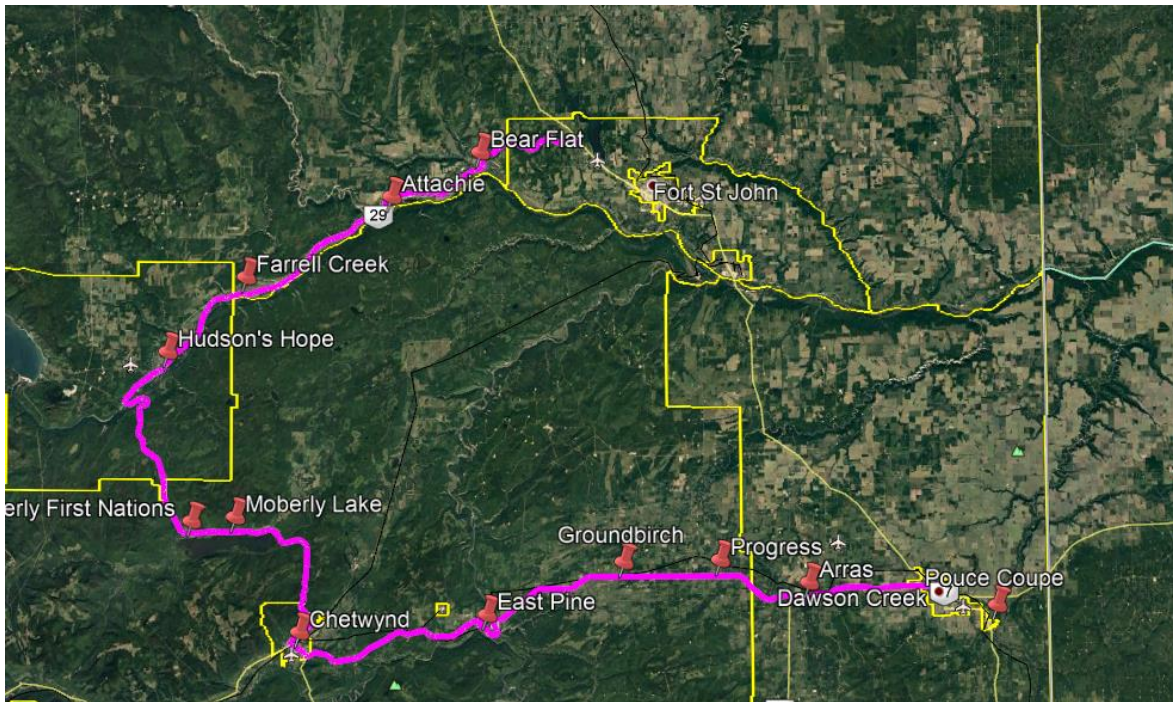 Bear Flat
Attachie
Fort St John
29
Farrell Creek
Hudson's Hope
erly First Nations
Moberly Lake
Groundbirch
Progress
Arras
Pouce Coupe
Dawson Creek
7
East Pine
Chetwynd